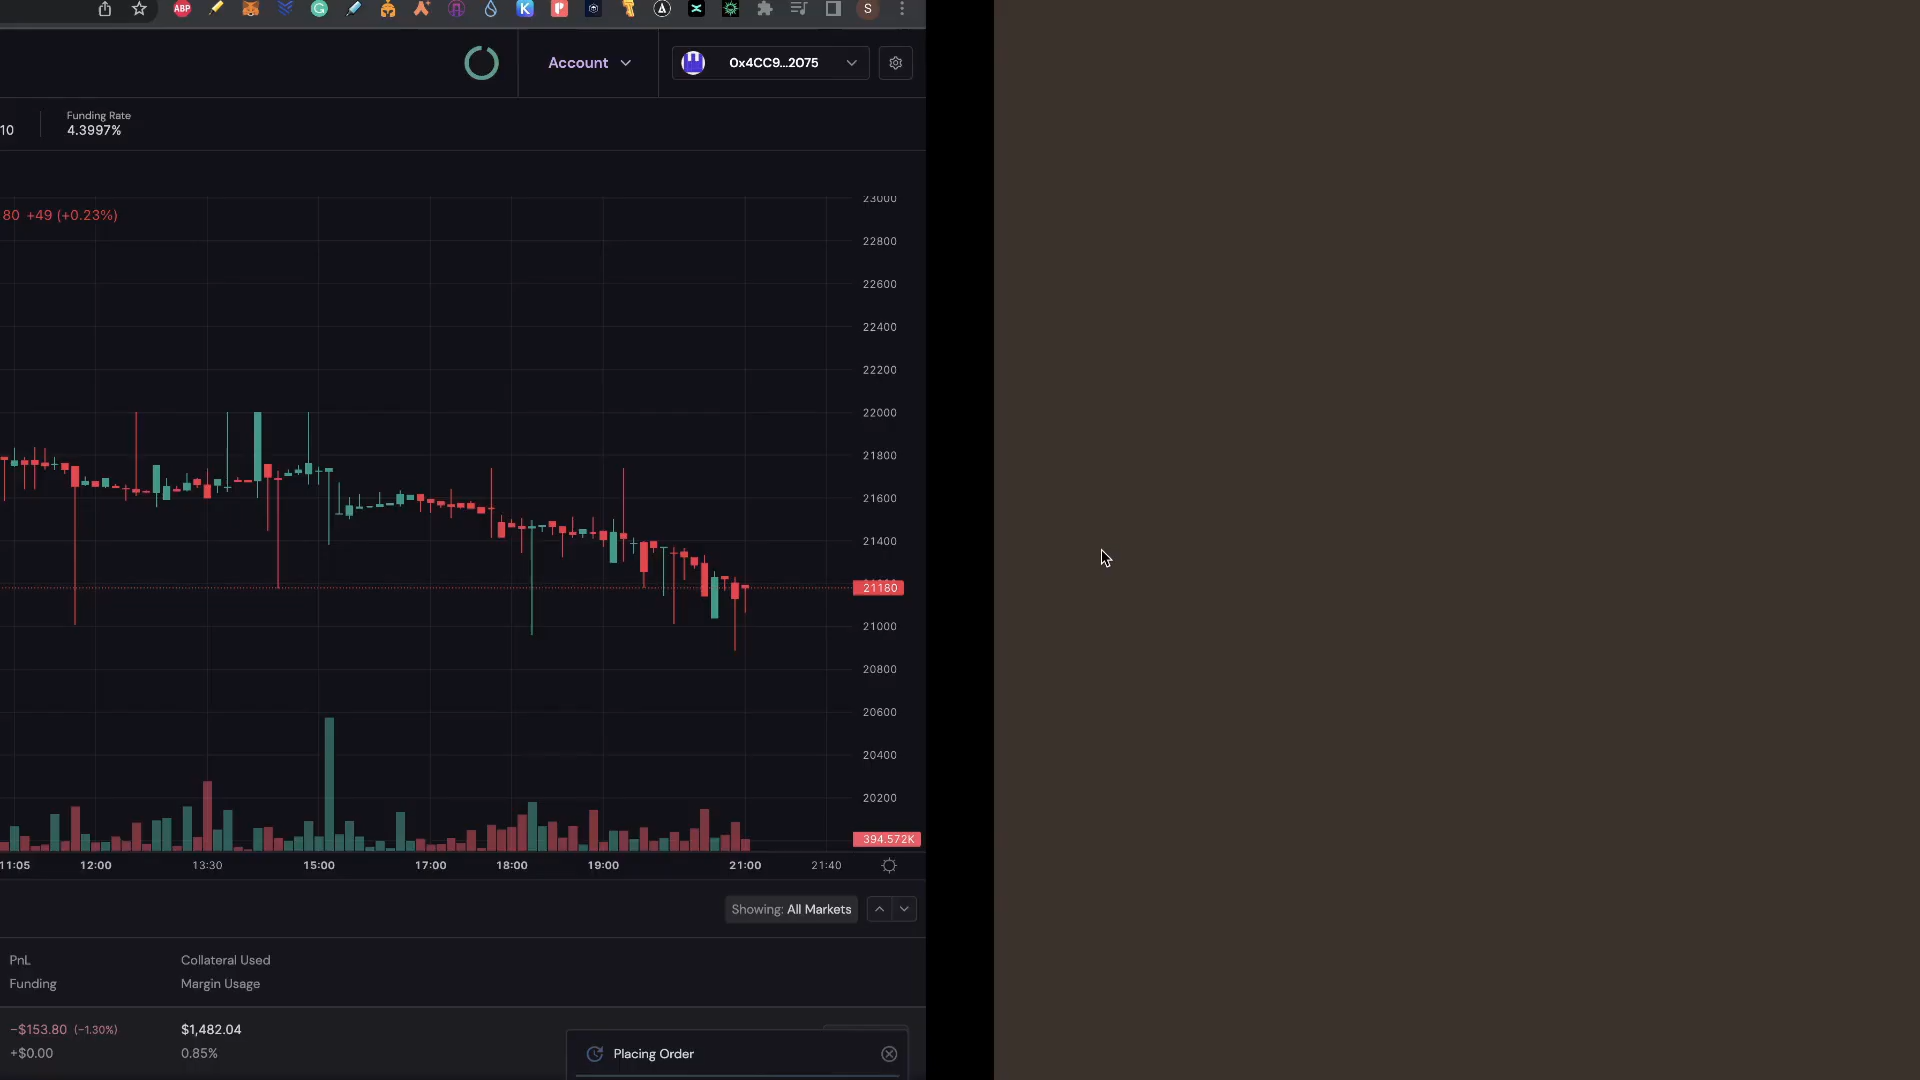 ABP
S
Account
0x4CC9...2075
Funding Rate
10
4.3997%
80 +49 (+0.23%)
23000
22800
22600
22400
22200
22000
21800
21600
21400
21180
21000
20800
20600
20400
20200
394.572K
11:05 12:00 13:30 15:00 17:00 18:00 19:00 21:00 21:40
Showing: All Markets
PnL Collateral Used
Funding Margin Usage
−$153.80 (−1.30%) $1,482.04
+$0.00 0.85%
Placing Order